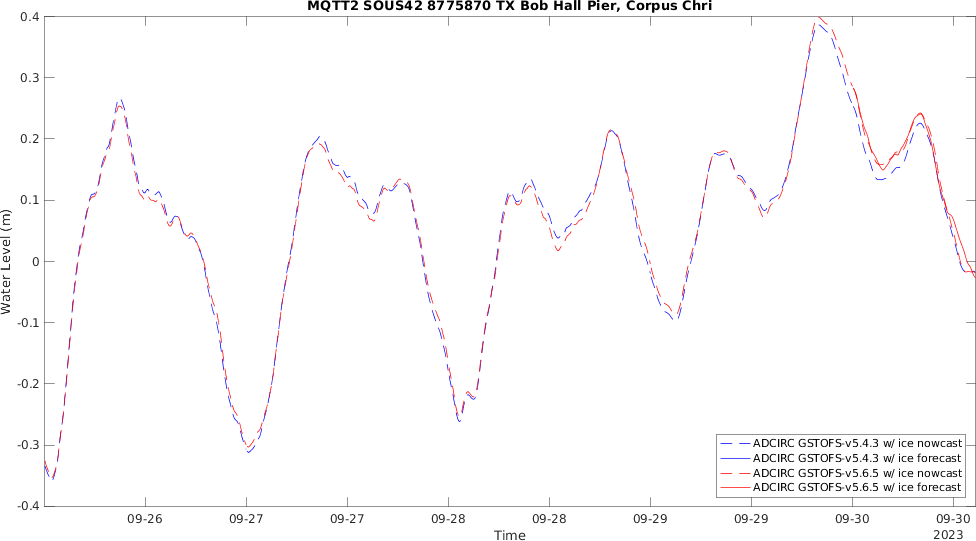 MQTT2 SOUS42 8775870 TX Bob Hall Pier, Corpus Chri
0.4
0.3
0.2
0.1
0
-0.1
-0.2
-0.3
-0.4
Water Level (m)
ADCIRC GSTOFS-v5.4.3 w/ ice nowcast
ADCIRC GSTOFS-v5.4.3 w/ ice forecast
ADCIRC GSTOFS-v5.6.5 w/ ice nowcast
ADCIRC GSTOFS-v5.6.5 w/ ice forecast
09-26 09-27 09-27 09-28 09-28 09-29 09-29 09-30 09-30
2023
Time